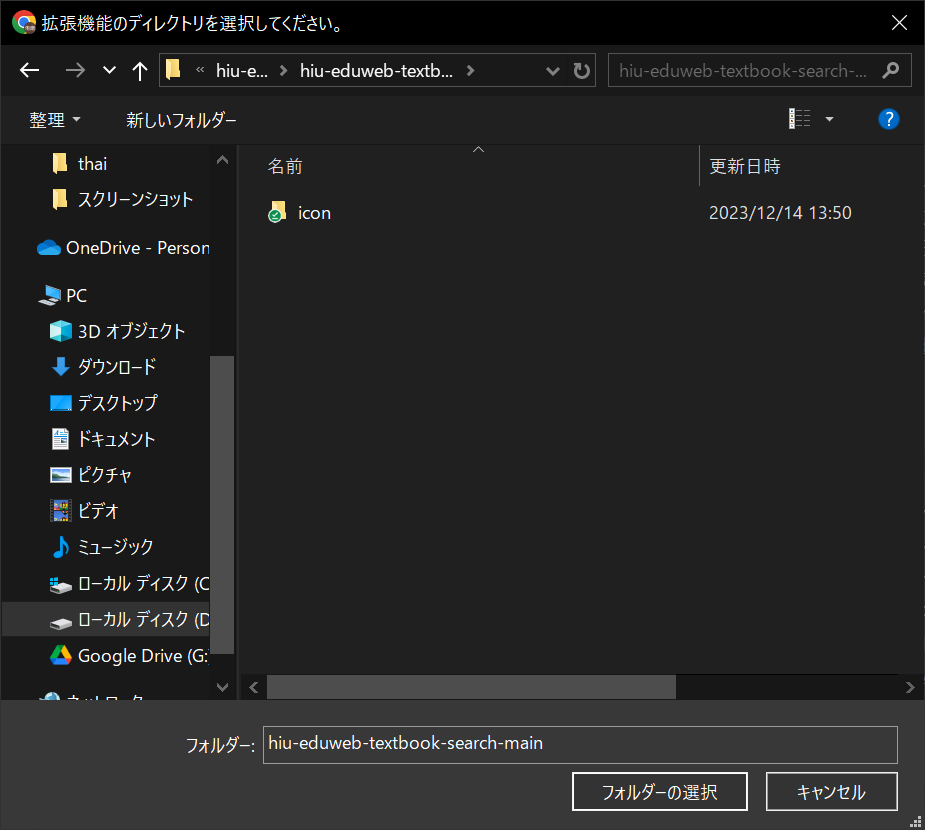 拡張機能のディレクトリを選択してください。
« hiu-e... hiu-eduweb-textb...
hiu-eduweb-textbook-search-...
整理 新しいフォルダー
?
thai
スクリーンショット
OneDrive - Person
PC
3D オブジェクト
ダウンロード
デスクトップ
ドキュメント
ピクチャ
ビデオ
ミュージック
ローカル ディスク (C
ローカル ディスク (D
Google Drive (G:
ネットワーク
名前 更新日時
icon 2023/12/14 13:50
フォルダー: hiu-eduweb-textbook-search-main
フォルダーの選択 キャンセル